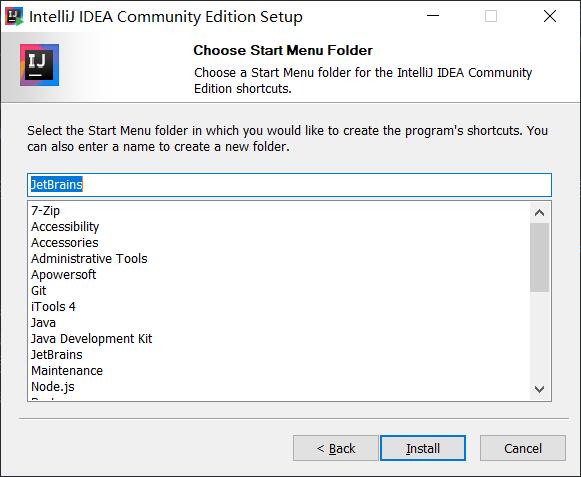 IntelliJ IDEA Community Edition Setup
IJ
Choose Start Menu Folder
Choose a Start Menu folder for the IntelliJ IDEA Community
Edition shortcuts.
Select the Start Menu folder in which you would like to create the program's shortcuts. You
can also enter a name to create a new folder.
JetBrains
7-Zip
Accessibility
Accessories
Administrative Tools
Apowersoft
Git
iTools 4
Java
Java Development Kit
JetBrains
Maintenance
Node.js
< Back Install Cancel